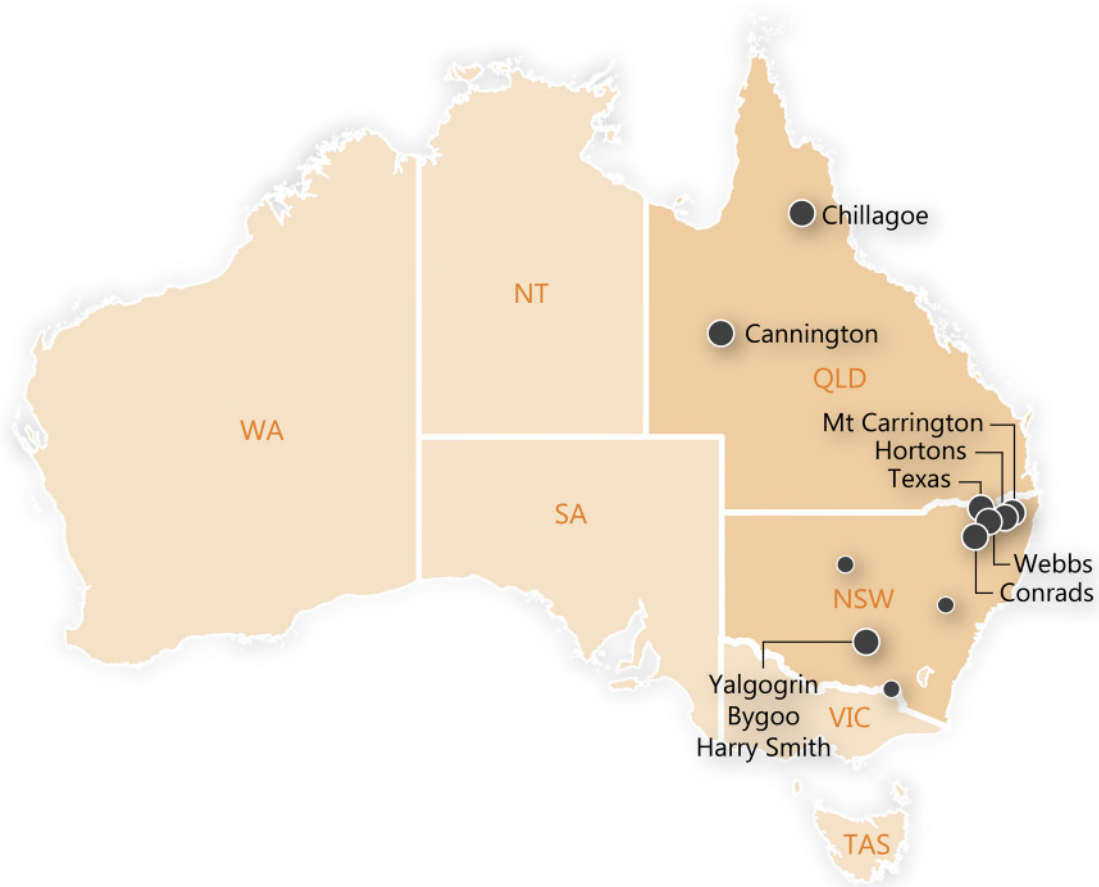 Chillagoe
NT
Cannington
QLD
Mt Carrington
WA
Hortons
Texas
SA
Webbs
Conrads
NSW
Yalgogrin
Bygoo
Harry Smith
VIC
TAS